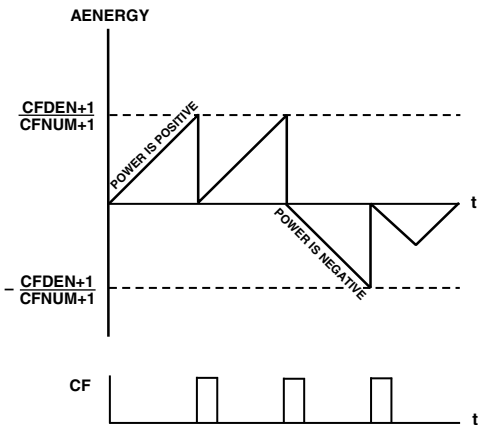 AENERGY
CFDEN+1
CFNUM+1
POWER IS POSITIVE
t
POWER IS NEGATIVE
– CFDEN+1
CFNUM+1
CF
t